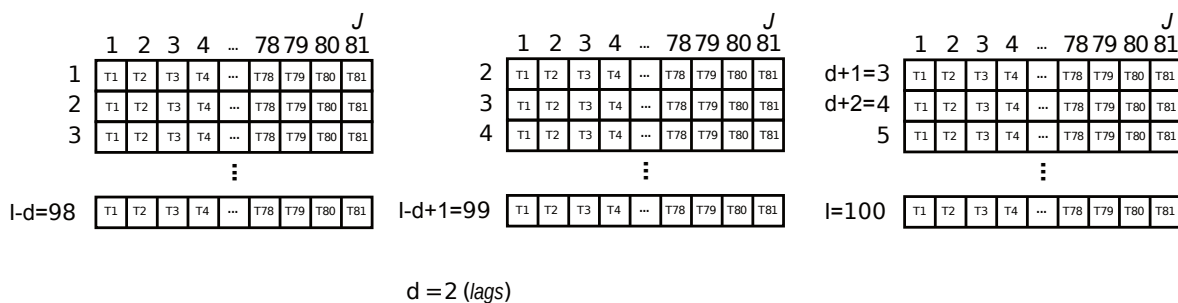 J J J
1 2 3 4 ... 78 79 80 81 1 2 3 4 ... 78 79 80 81 1 2 3 4 ... 78 79 80 81
1 T1 T2 T3 T4 ... T78 T79 T80 T81 2 T1 T2 T3 T4 ... T78 T79 T80 T81 d+1=3 T1 T2 T3 T4 ... T78 T79 T80 T81
2 T1 T2 T3 T4 ... T78 T79 T80 T81 3 T1 T2 T3 T4 ... T78 T79 T80 T81 d+2=4 T1 T2 T3 T4 ... T78 T79 T80 T81
3 T1 T2 T3 T4 ... T78 T79 T80 T81 4 T1 T2 T3 T4 ... T78 T79 T80 T81 5 T1 T2 T3 T4 ... T78 T79 T80 T81
⋮ ⋮ ⋮
I-d=98 T1 T2 T3 T4 ... T78 T79 T80 T81 I-d+1=99 T1 T2 T3 T4 ... T78 T79 T80 T81 I=100 T1 T2 T3 T4 ... T78 T79 T80 T81
d = 2 (lags)